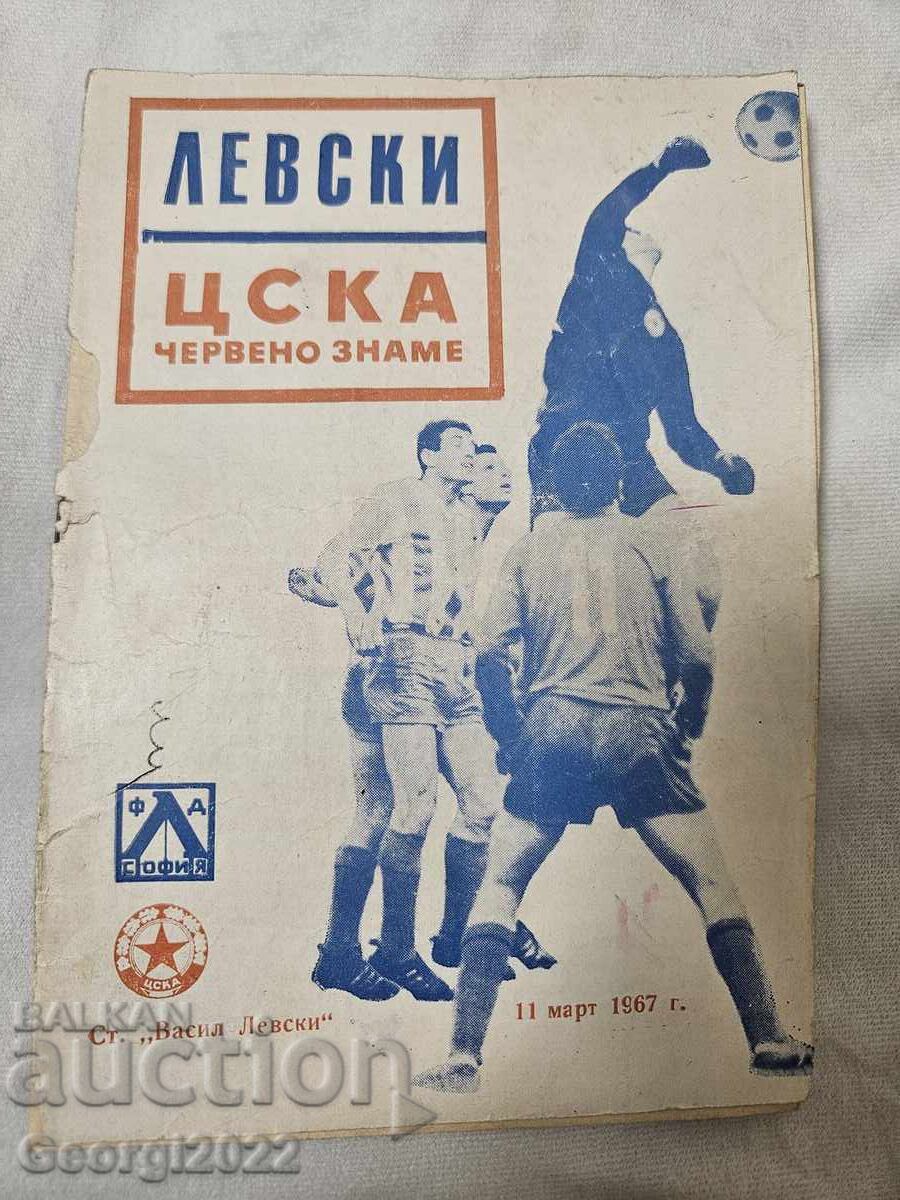 ЛЕВСКИ
ЦСКА
ЧЕРВЕНО ЗНАМЕ
Ф Д
СОФИЯ
ЦСКА
Ст. „Васил Левски“
11 март 1967 г.
BALKAN
auction
Georgi2022